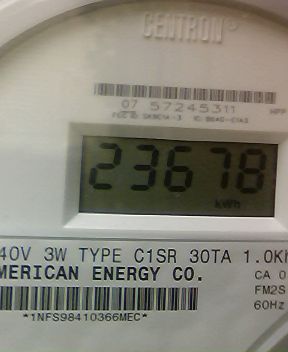 CENTRON®
07 57245311
23678
kWh
40V 3W TYPE C1SR 30TA 1.0Kh
MERICAN ENERGY CO.
CA 0
FM2S
60Hz
*1NFS98410366MEC*